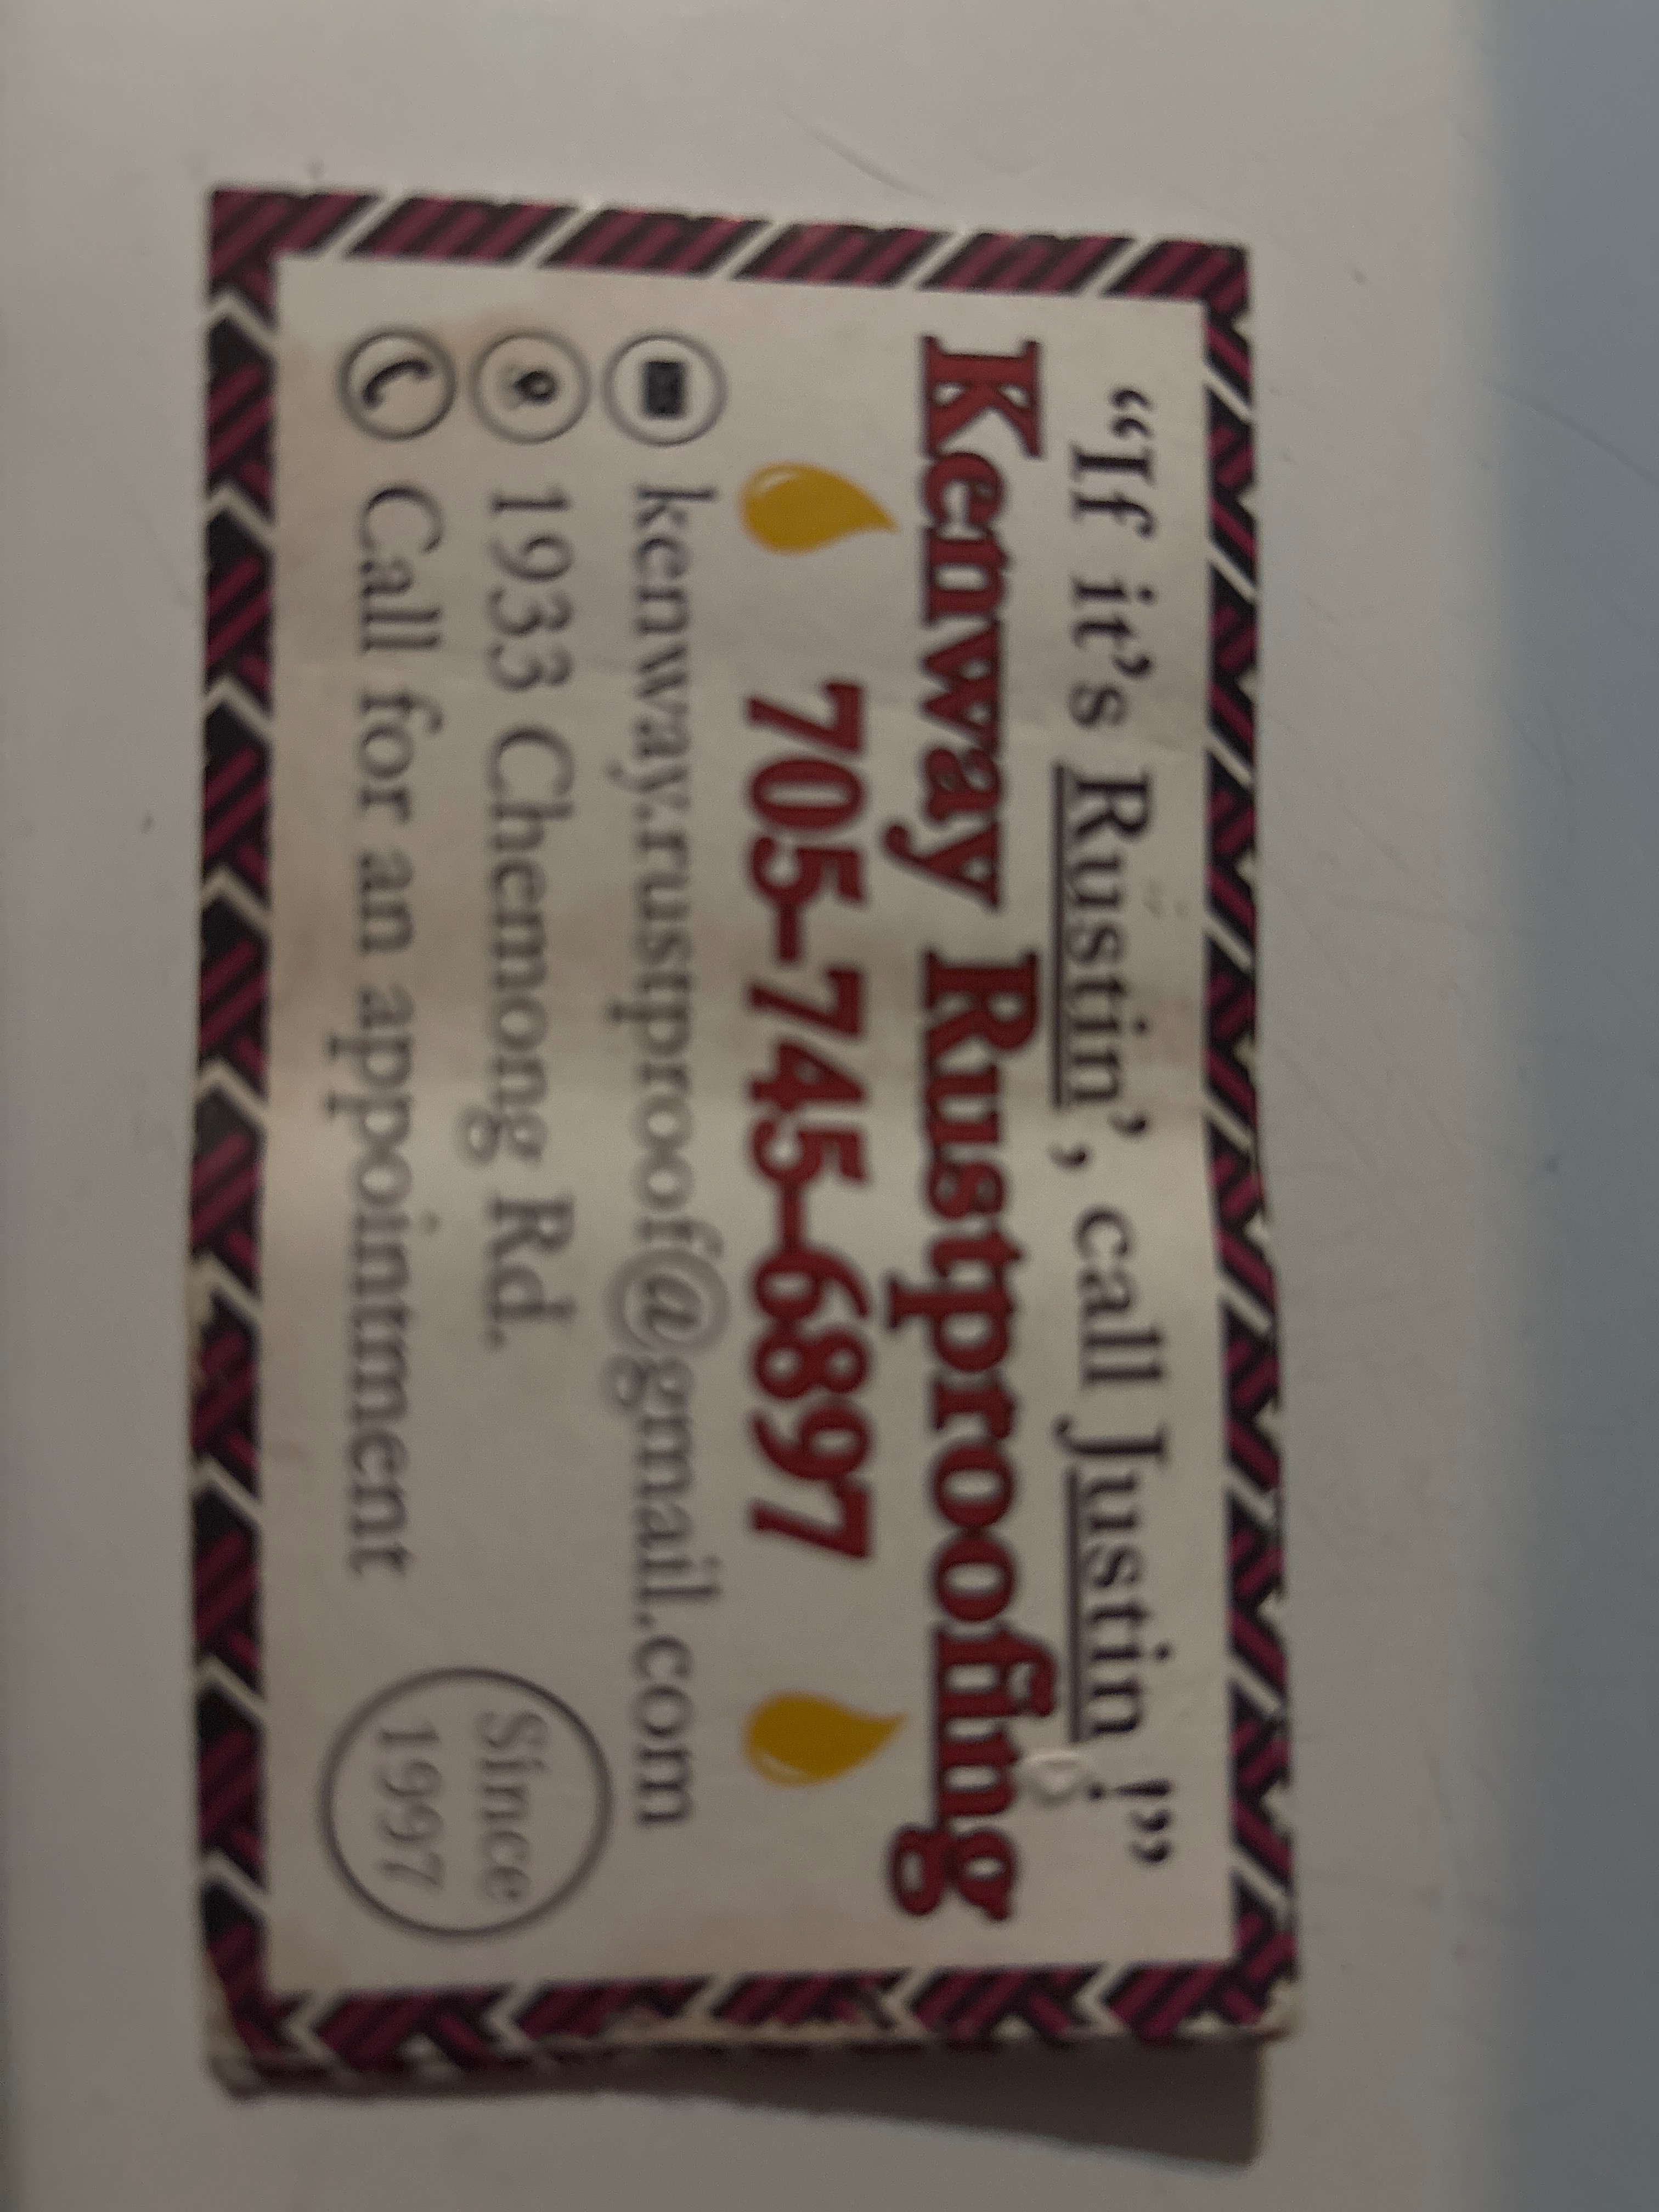 “If it’s Rustin’, call Justin !”
Kenway Rustproofing
705-745-6897
kenway.rustproof@gmail.com
1933 Chemong Rd.
Call for an appointment
Since
1997